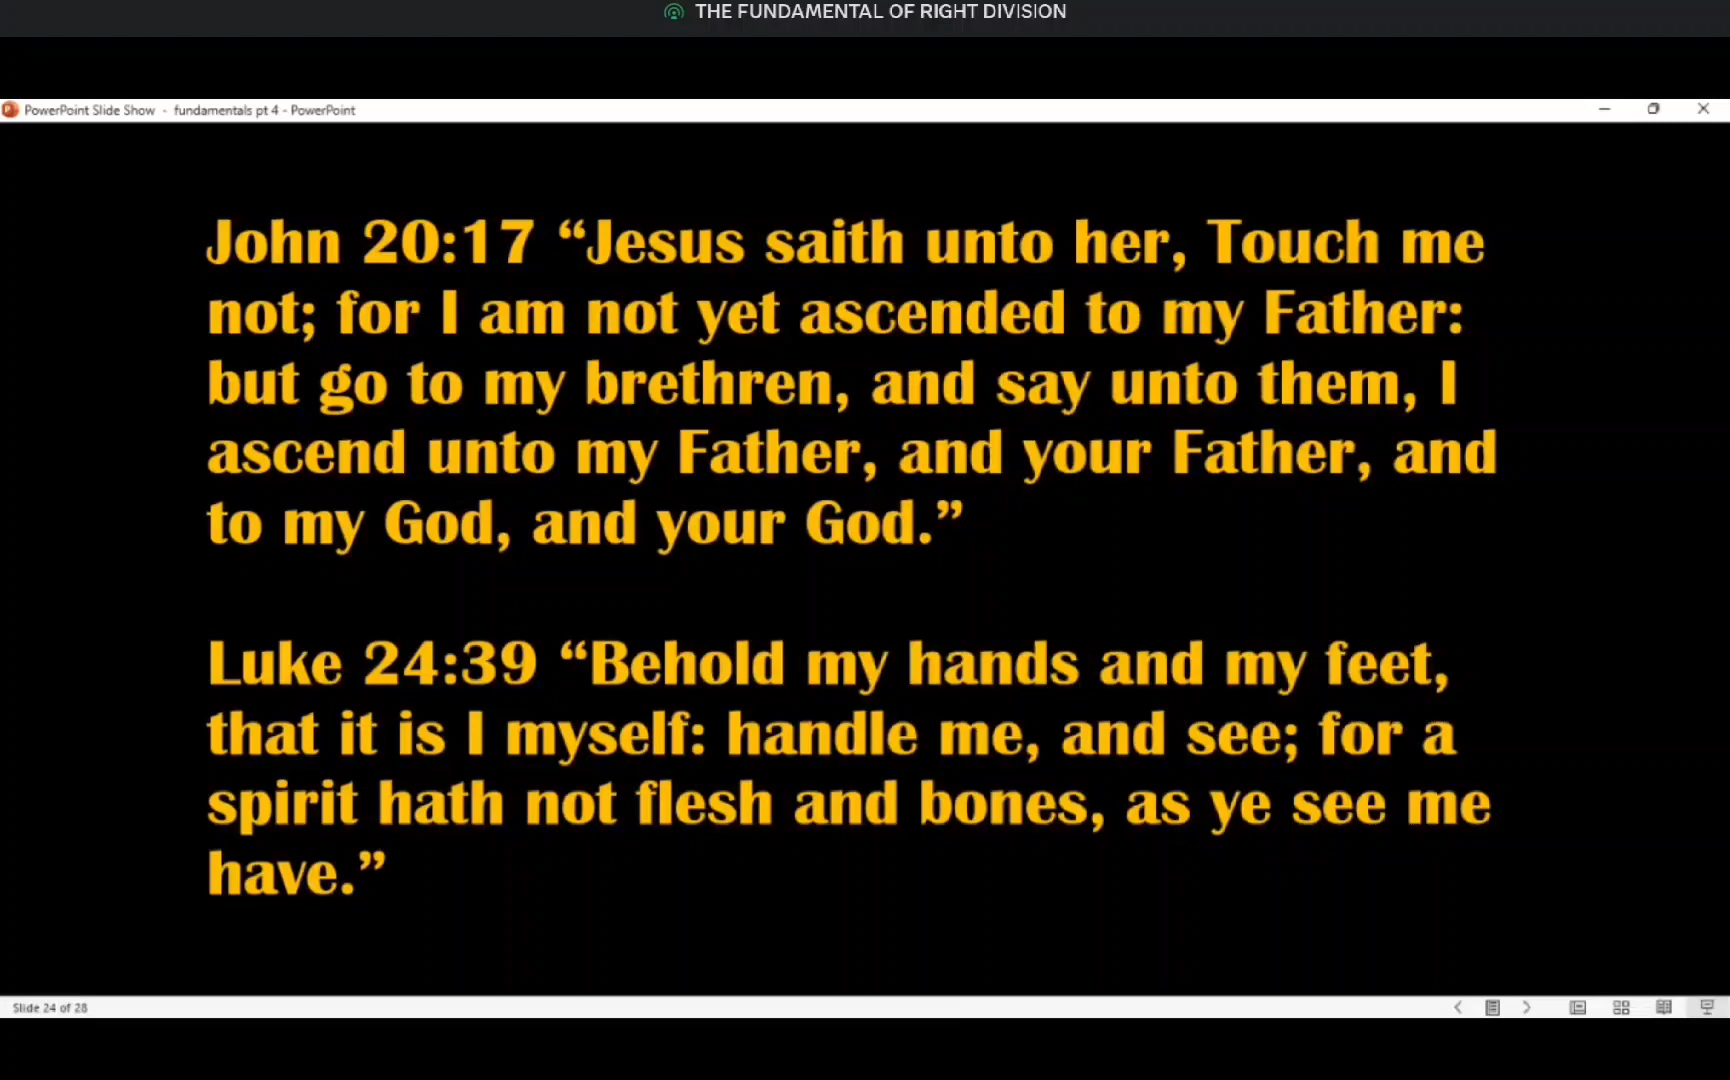 THE FUNDAMENTAL OF RIGHT DIVISION
PowerPoint Slide Show - fundamentals pt 4 - PowerPoint
John 20:17 “Jesus saith unto her, Touch me
not; for I am not yet ascended to my Father:
but go to my brethren, and say unto them, I
ascend unto my Father, and your Father, and
to my God, and your God.”
Luke 24:39 “Behold my hands and my feet,
that it is I myself: handle me, and see; for a
spirit hath not flesh and bones, as ye see me
have.”
Slide 24 of 28